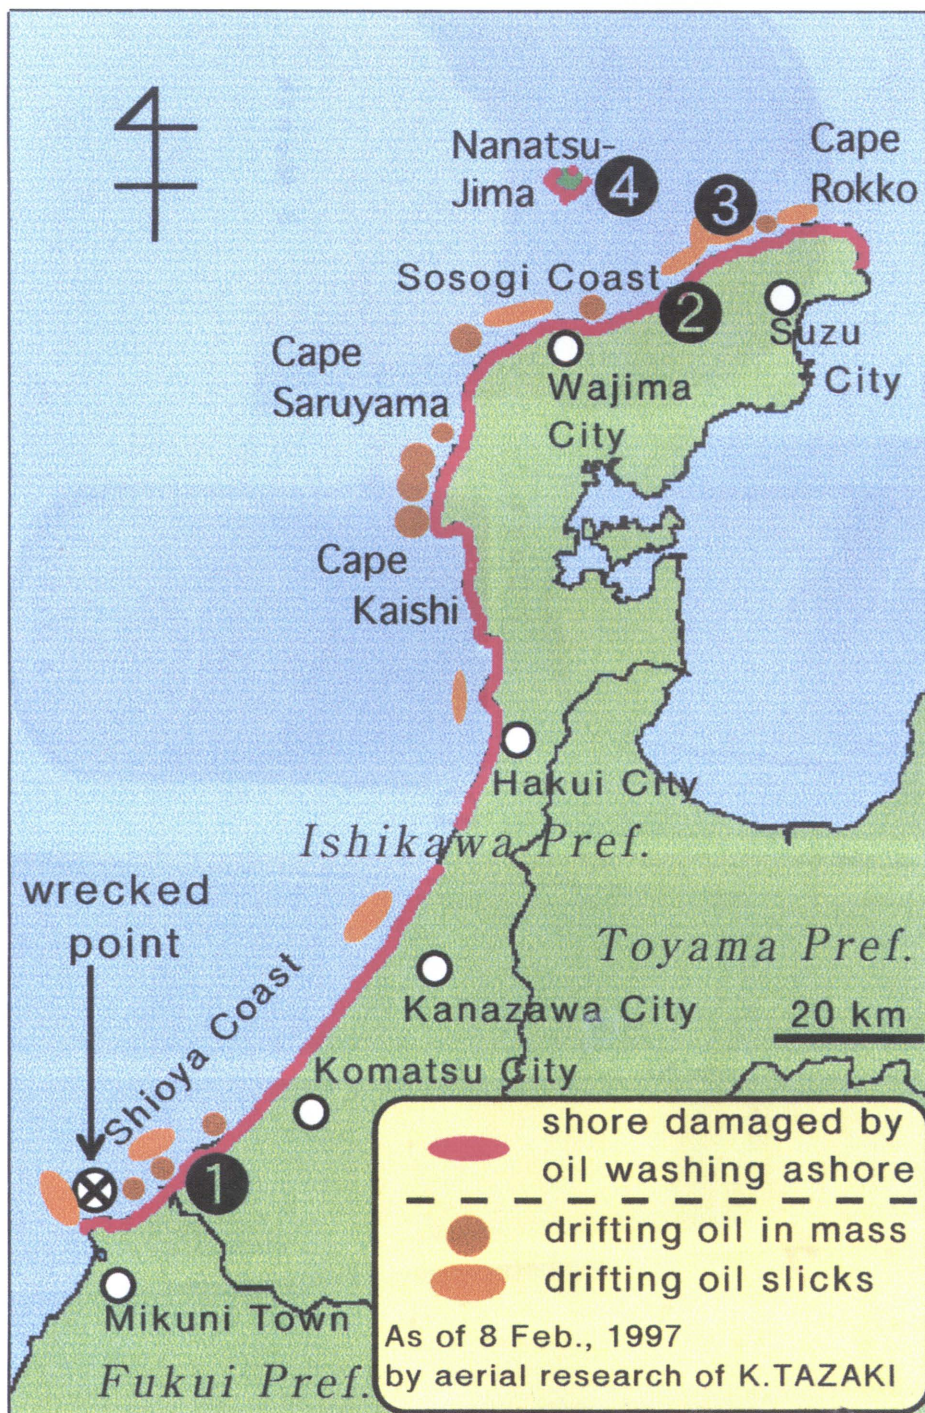 Nanatsu-
Jima
4
Cape
Rokko
3
Sosogi Coast
2
Suzu
City
Cape
Saruyama
Wajima
City
Cape
Kaishi
Hakui City
Ishikawa Pref.
wrecked
point
Toyama Pref.
Kanazawa City
20 km
Shioya Coast
Komatsu City
1
Mikuni Town
Fukui Pref.
shore damaged by
oil washing ashore
drifting oil in mass
drifting oil slicks
As of 8 Feb., 1997
by aerial research of K.TAZAKI